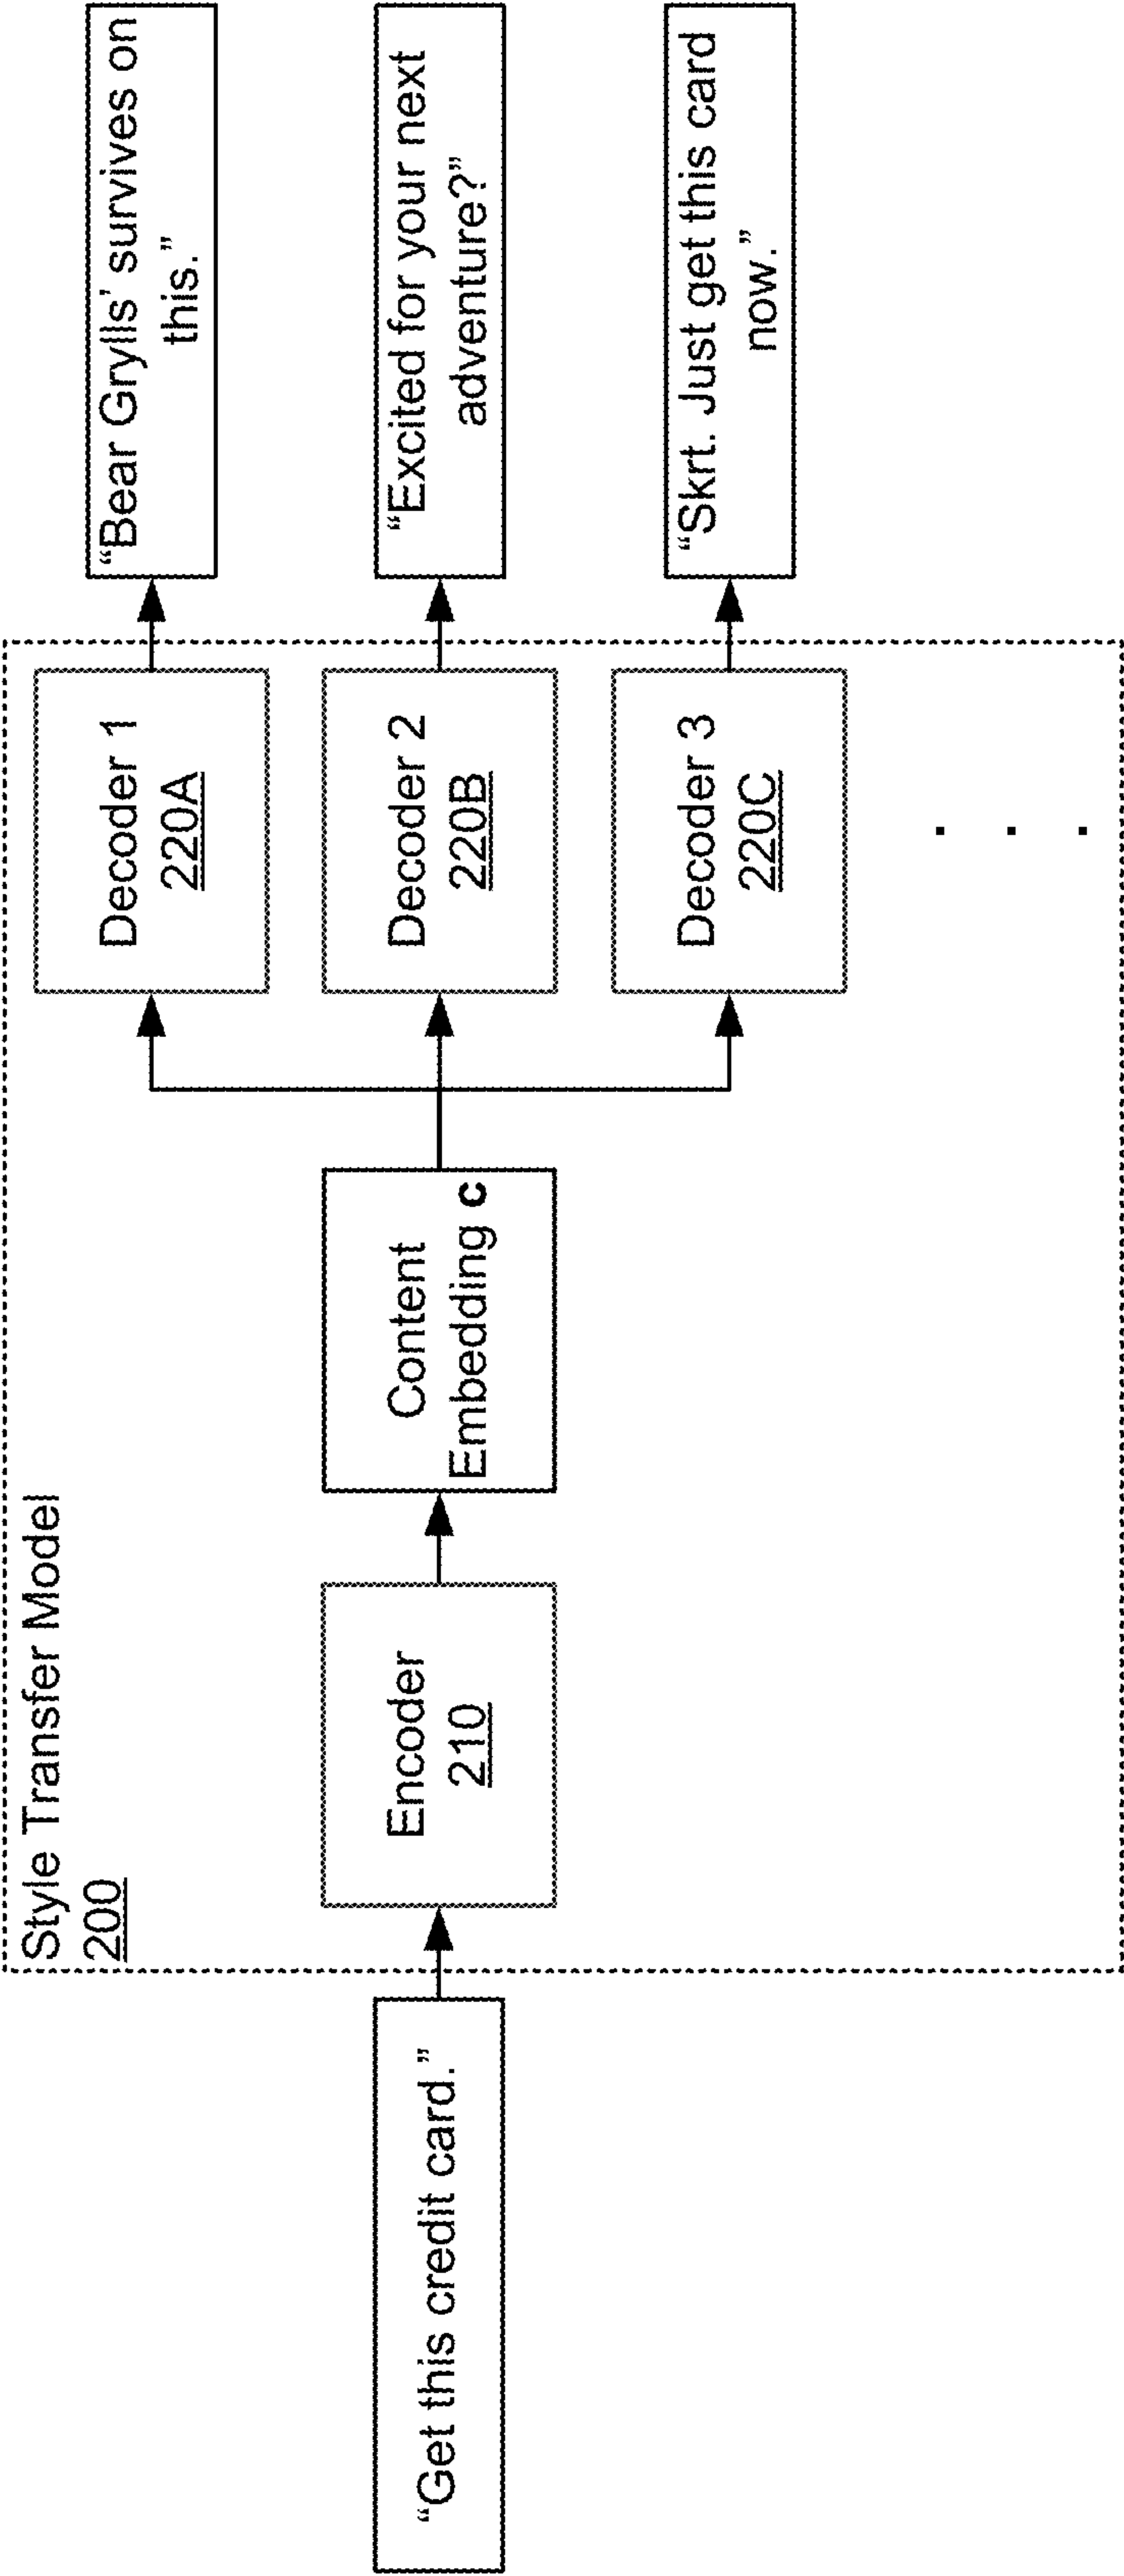 Style Transfer Model
200
“Get this credit card.”
Encoder
210
Content
Embedding c
Decoder 1
220A
Decoder 2
220B
Decoder 3
220C
. . .
“Bear Grylls’ survives on
this.”
“Excited for your next
adventure?”
“Skrt. Just get this card
now.”